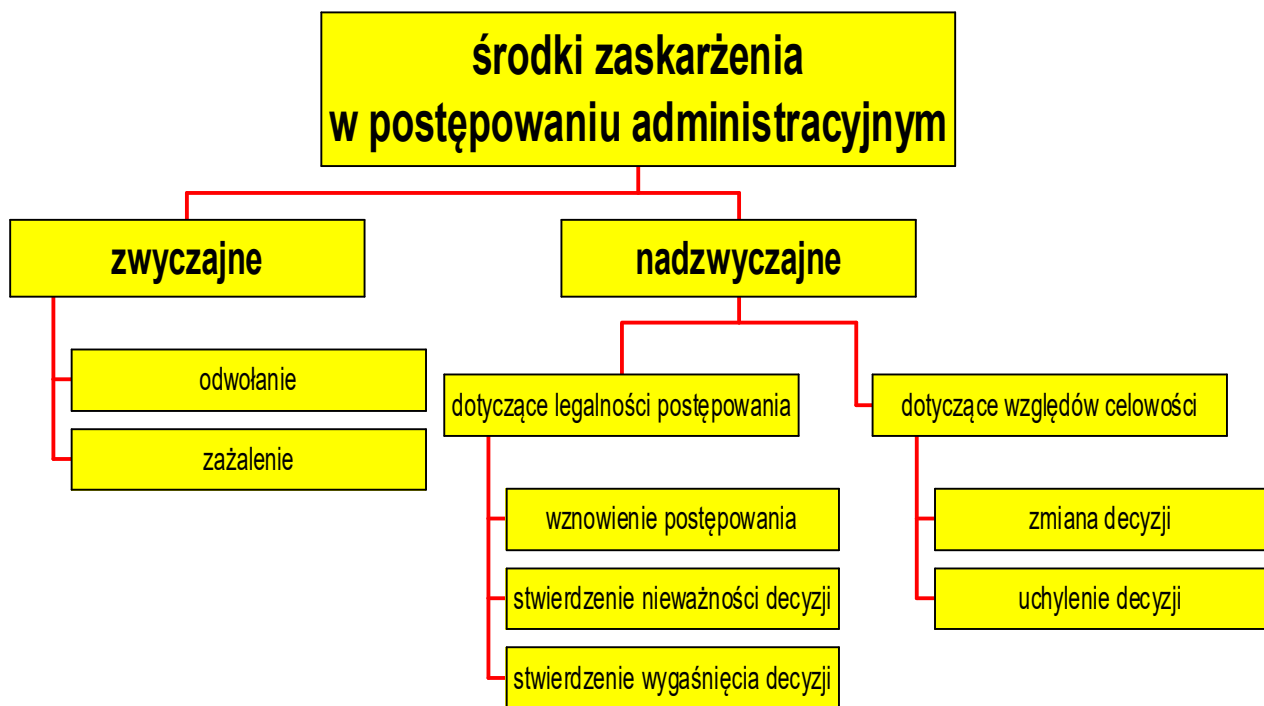 środki zaskarżenia
w postępowaniu administracyjnym
zwyczajne
nadzwyczajne
odwołanie
zażalenie
dotyczące legalności postępowania
dotyczące względów celowości
wznowienie postępowania
stwierdzenie nieważności decyzji
stwierdzenie wygaśnięcia decyzji
zmiana decyzji
uchylenie decyzji